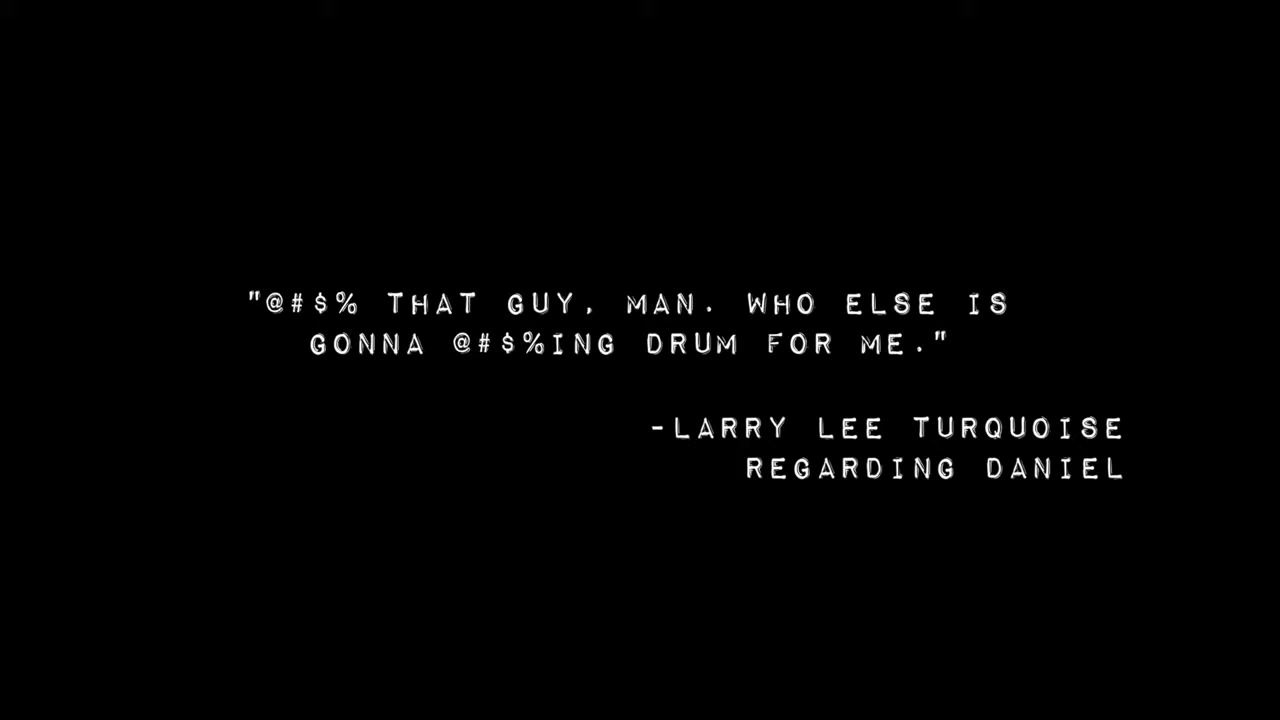 "@#$% THAT GUY, MAN. WHO ELSE IS
GONNA @#$%ING DRUM FOR ME."
-LARRY LEE TURQUOISE
REGARDING DANIEL